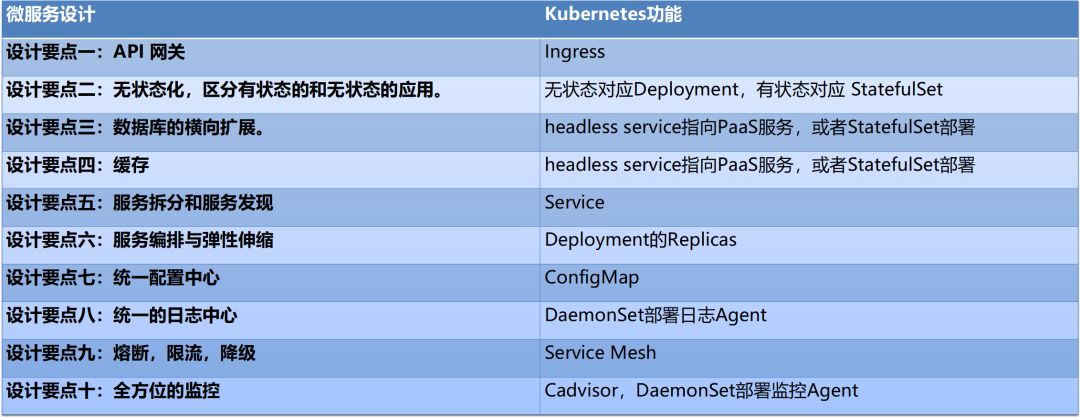 微服务设计 Kubernetes功能
设计要点一：API 网关 Ingress
设计要点二：无状态化，区分有状态的和无状态的应用。 无状态对应Deployment，有状态对应 StatefulSet
设计要点三：数据库的横向扩展。 headless service指向PaaS服务，或者StatefulSet部署
设计要点四：缓存 headless service指向PaaS服务，或者StatefulSet部署
设计要点五：服务拆分和服务发现 Service
设计要点六：服务编排与弹性伸缩 Deployment的Replicas
设计要点七：统一配置中心 ConfigMap
设计要点八：统一的日志中心 DaemonSet部署日志Agent
设计要点九：熔断，限流，降级 Service Mesh
设计要点十：全方位的监控 Cadvisor，DaemonSet部署监控Agent